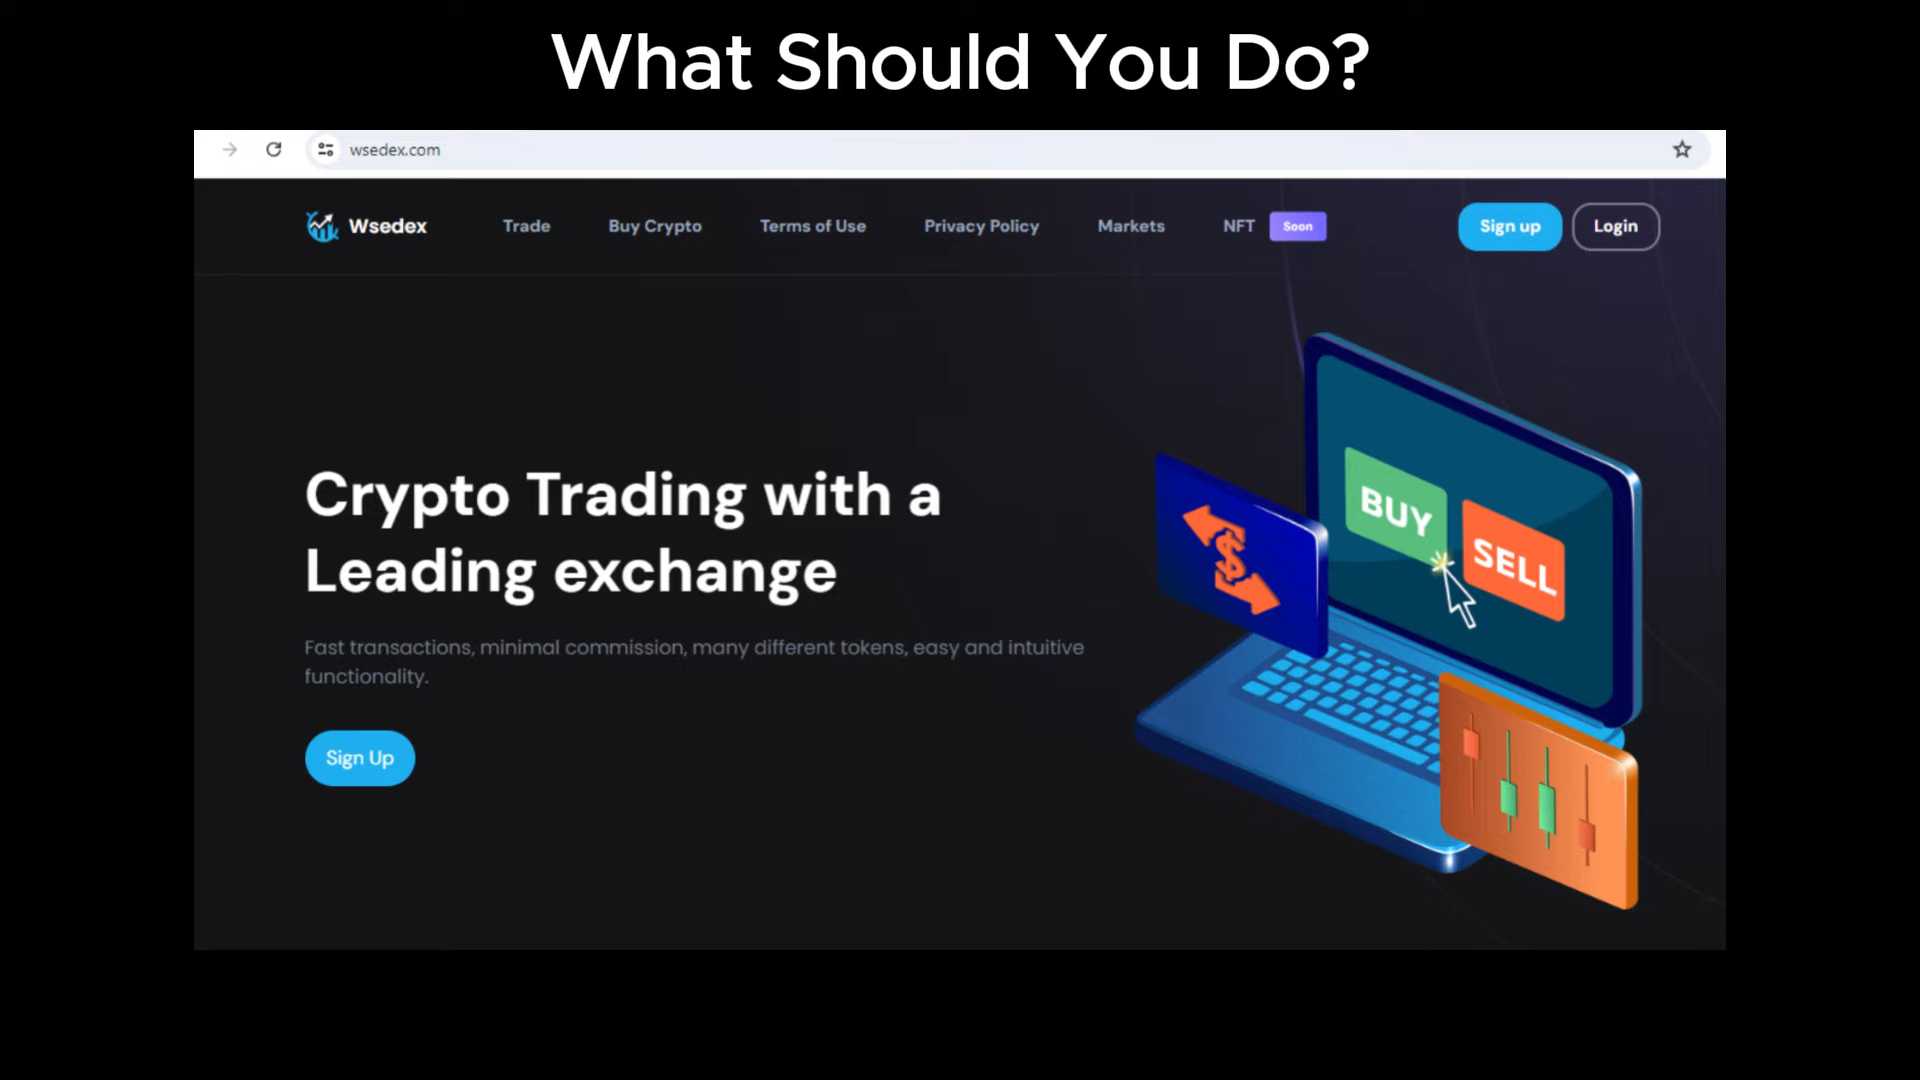 What Should You Do?
wsedex.com
Wsedex Trade Buy Crypto Terms of Use Privacy Policy Markets NFT Soon Sign up Login
Crypto Trading with a
Leading exchange
Fast transactions, minimal commission, many different tokens, easy and intuitive
functionality.
Sign Up
BUY
SELL
$